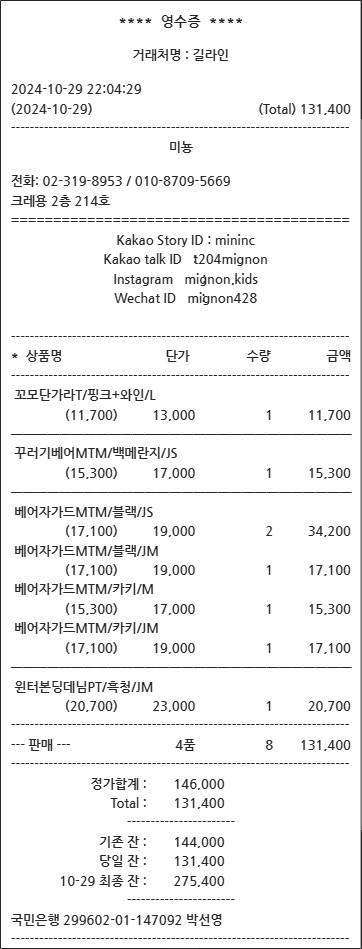 **** 영수증 ****
거래처명 : 길라인
2024-10-29 22:04:29
(2024-10-29) (Total) 131,400
미뇽
전화: 02-319-8953 / 010-8709-5669
크레용 2층 214호
Kakao Story ID : mininc
Kakao talk ID t204mignon
Instagram mignon.kids
Wechat ID mignon428
* 상품명 단가 수량 금액
꼬모단가라T/핑크+와인/L
(11,700) 13,000 1 11,700
꾸러기베어MTM/백메란지/JS
(15,300) 17,000 1 15,300
베어자가드MTM/블랙/JS
(17,100) 19,000 2 34,200
베어자가드MTM/블랙/JM
(17,100) 19,000 1 17,100
베어자가드MTM/카키/M
(15,300) 17,000 1 15,300
베어자가드MTM/카키/JM
(17,100) 19,000 1 17,100
윈터본딩데님PT/흑청/JM
(20,700) 23,000 1 20,700
--- 판매 --- 4품 8 131,400
정가합계 : 146,000
Total : 131,400
기존 잔 : 144,000
당일 잔 : 131,400
10-29 최종 잔 : 275,400
국민은행 299602-01-147092 박선영